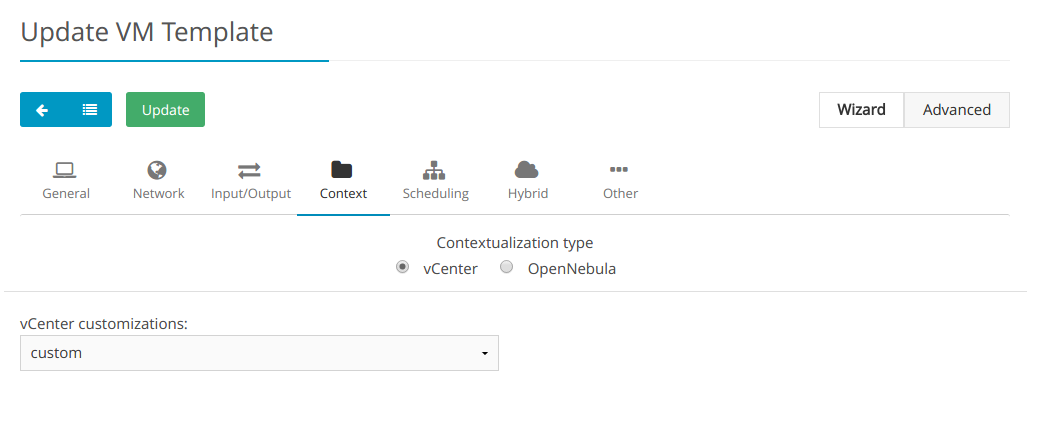 Update VM Template
Update
Wizard Advanced
General Network Input/Output Context Scheduling Hybrid Other
Contextualization type
vCenter OpenNebula
vCenter customizations:
custom